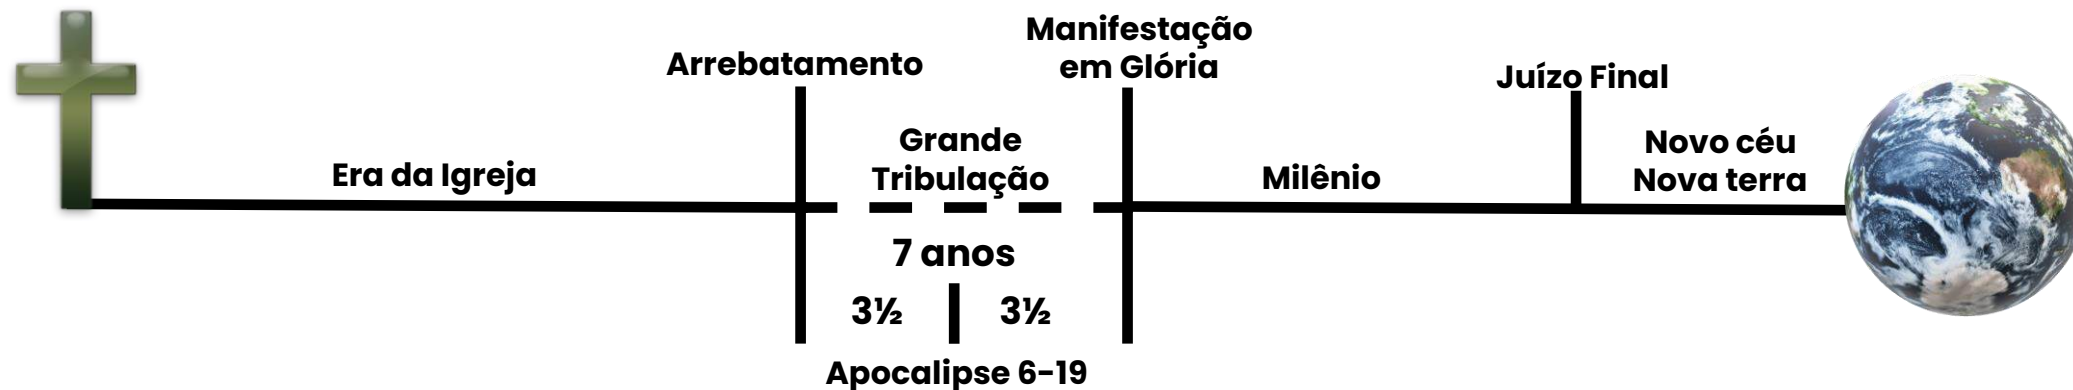 Manifestação
em Glória
Arrebatamento
Juízo Final
Grande
Tribulação
Novo céu
Nova terra
Era da Igreja
Milênio
7 anos
3½
3½
Apocalipse 6-19